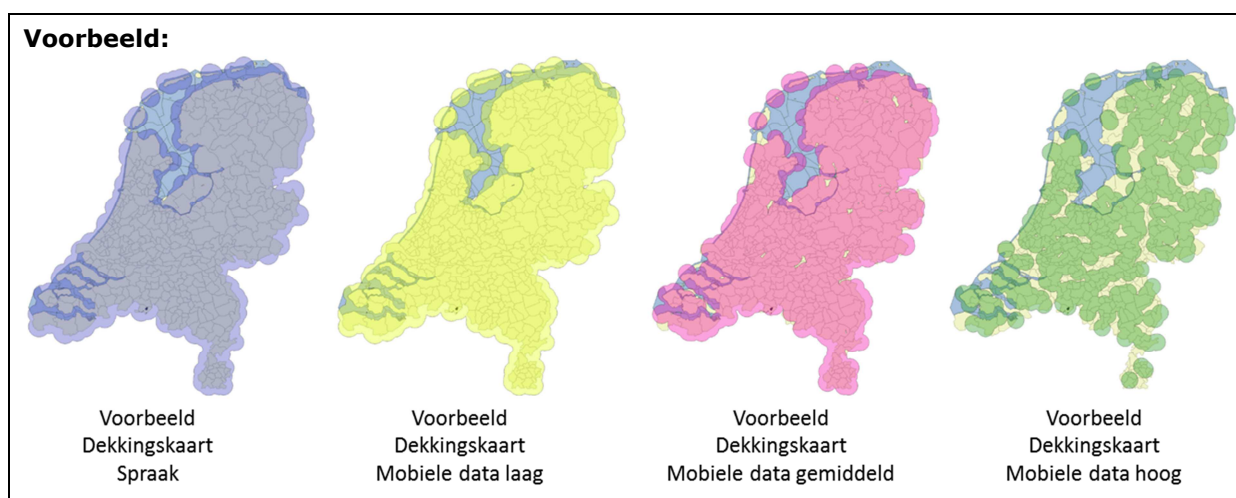 Voorbeeld:
Voorbeeld
Dekkingskaart
Spraak
Voorbeeld
Dekkingskaart
Mobiele data laag
Voorbeeld
Dekkingskaart
Mobiele data gemiddeld
Voorbeeld
Dekkingskaart
Mobiele data hoog